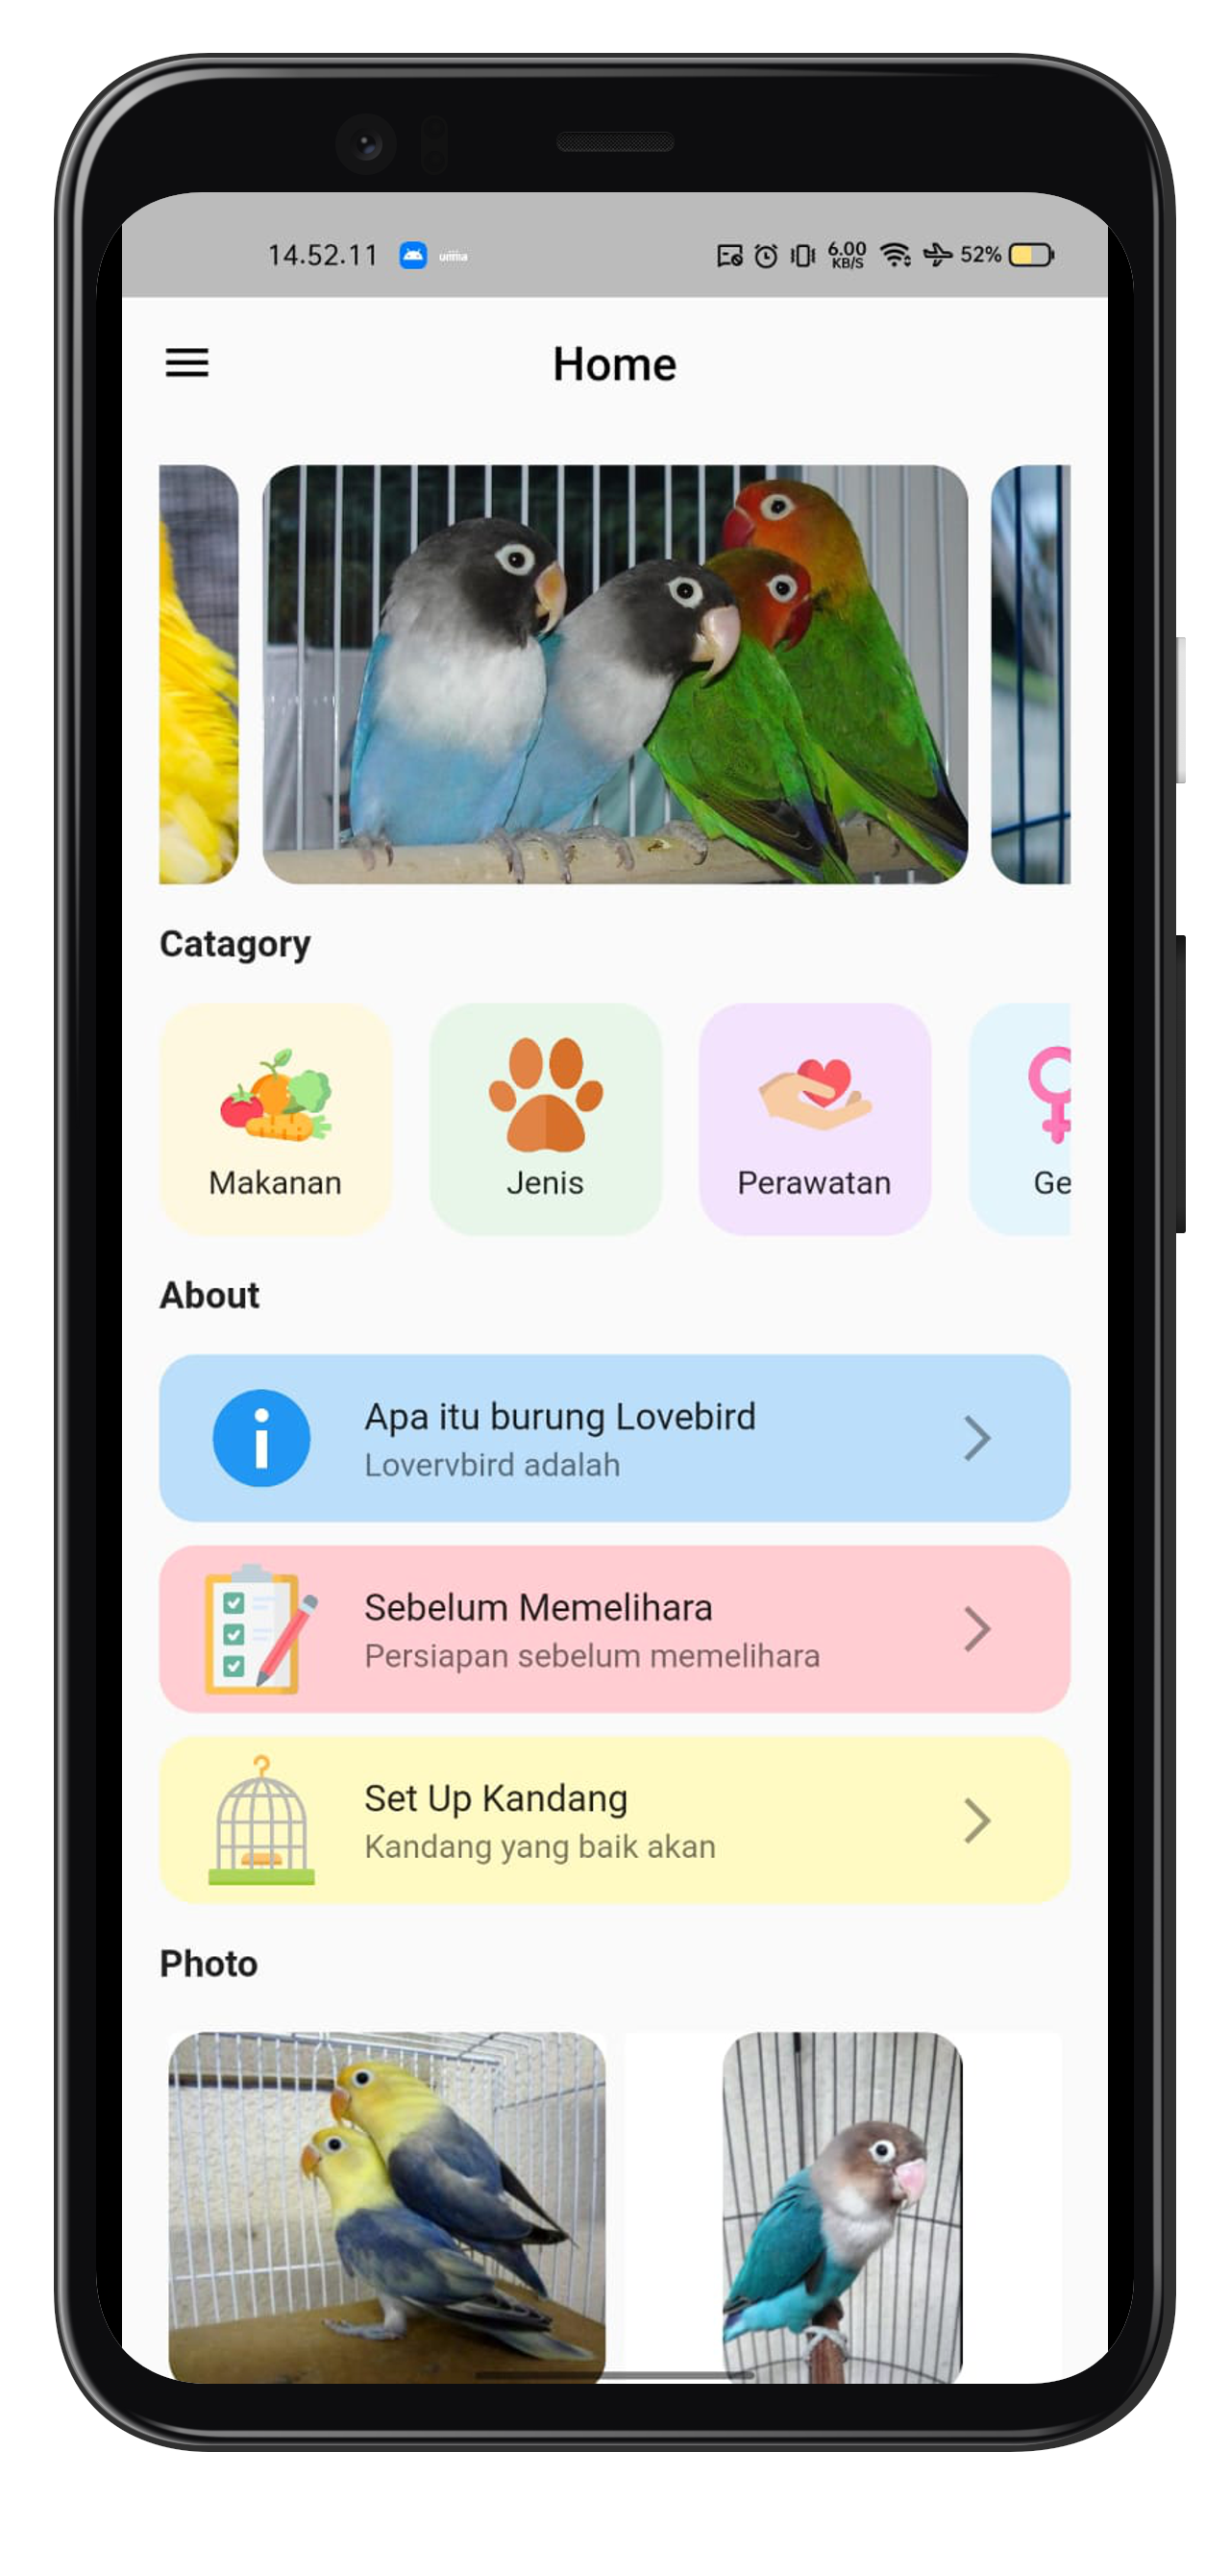 14.52.11
6.00
KB/S
52%
Home
Catagory
Makanan
Jenis
Perawatan
Ge
About
Apa itu burung Lovebird
Lovervbird adalah
Sebelum Memelihara
Persiapan sebelum memelihara
Set Up Kandang
Kandang yang baik akan
Photo